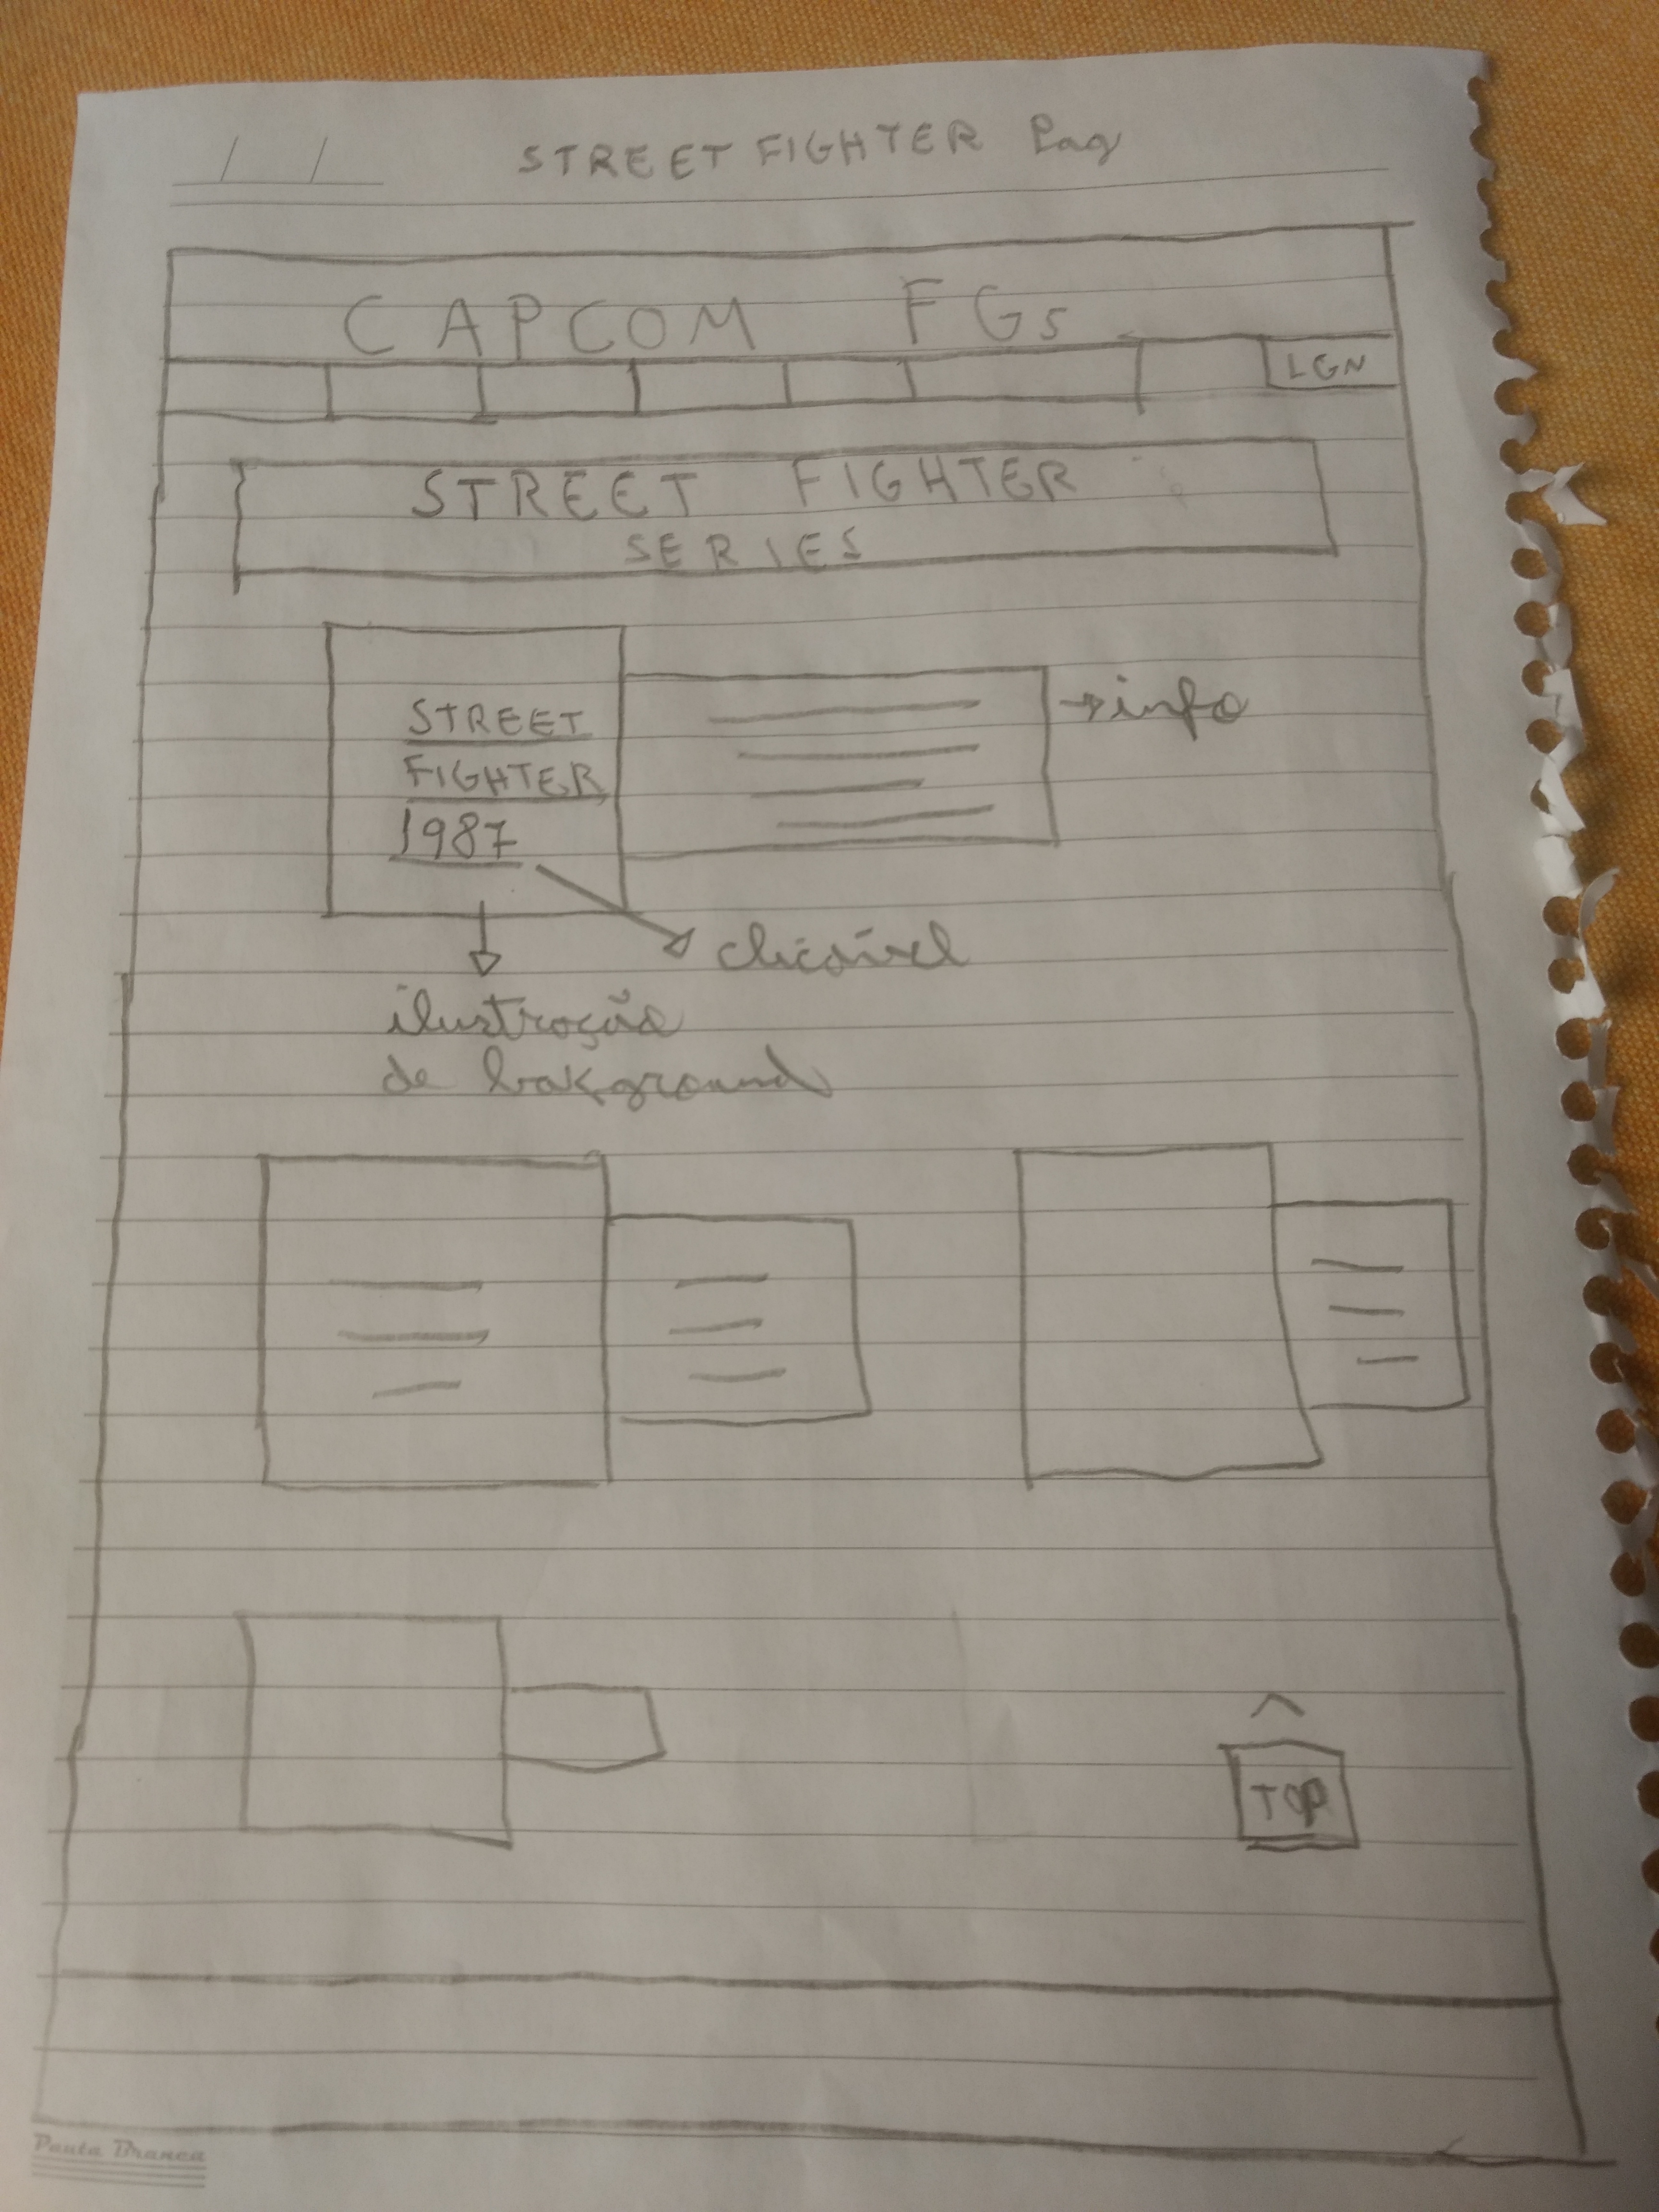 STREET FIGHTER Pag
CAPCOM FGs
LGN
STREET FIGHTER
SERIES
STREET
FIGHTER
1987
→ info
clicável
ilustração
de bakground
^
TOP
Pauta Branca